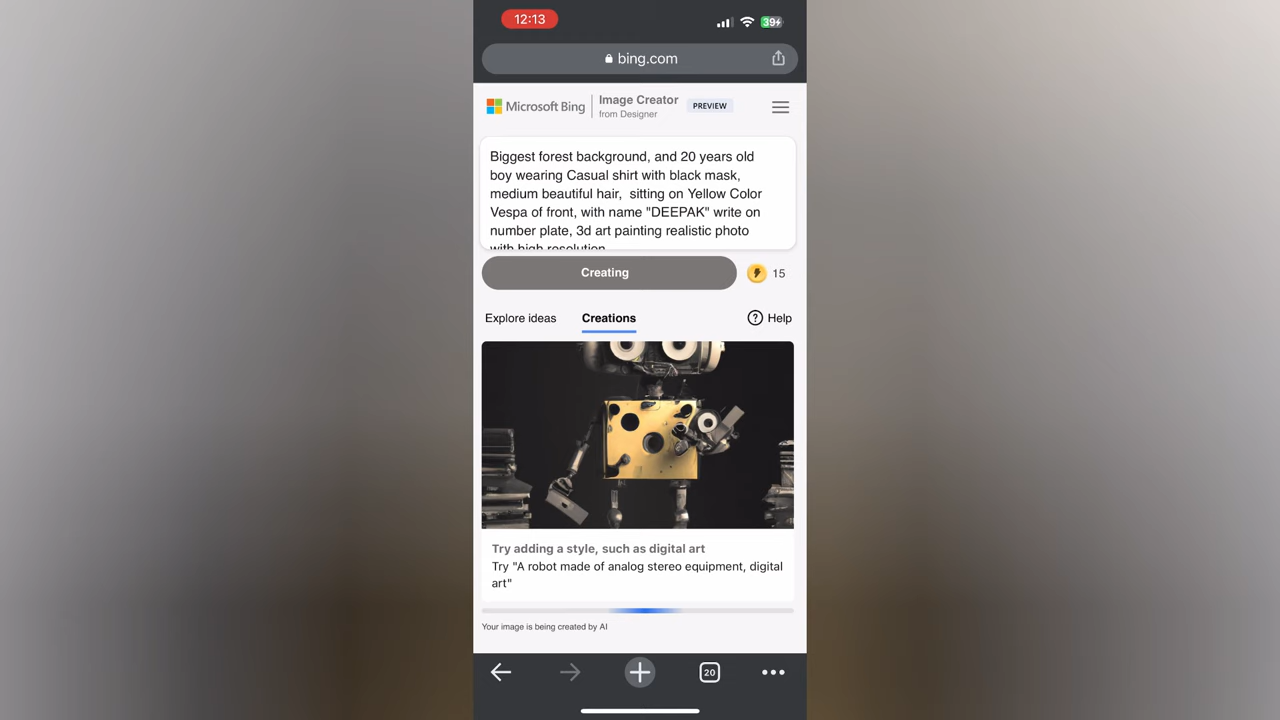 12:13
39
bing.com
Microsoft Bing
Image Creator
from Designer
PREVIEW
Biggest forest background, and 20 years old
boy wearing Casual shirt with black mask,
medium beautiful hair, sitting on Yellow Color
Vespa of front, with name "DEEPAK" write on
number plate, 3d art painting realistic photo
with high resolution
Creating
15
Explore ideas
Creations
Help
Try adding a style, such as digital art
Try "A robot made of analog stereo equipment, digital
art"
Your image is being created by AI
20